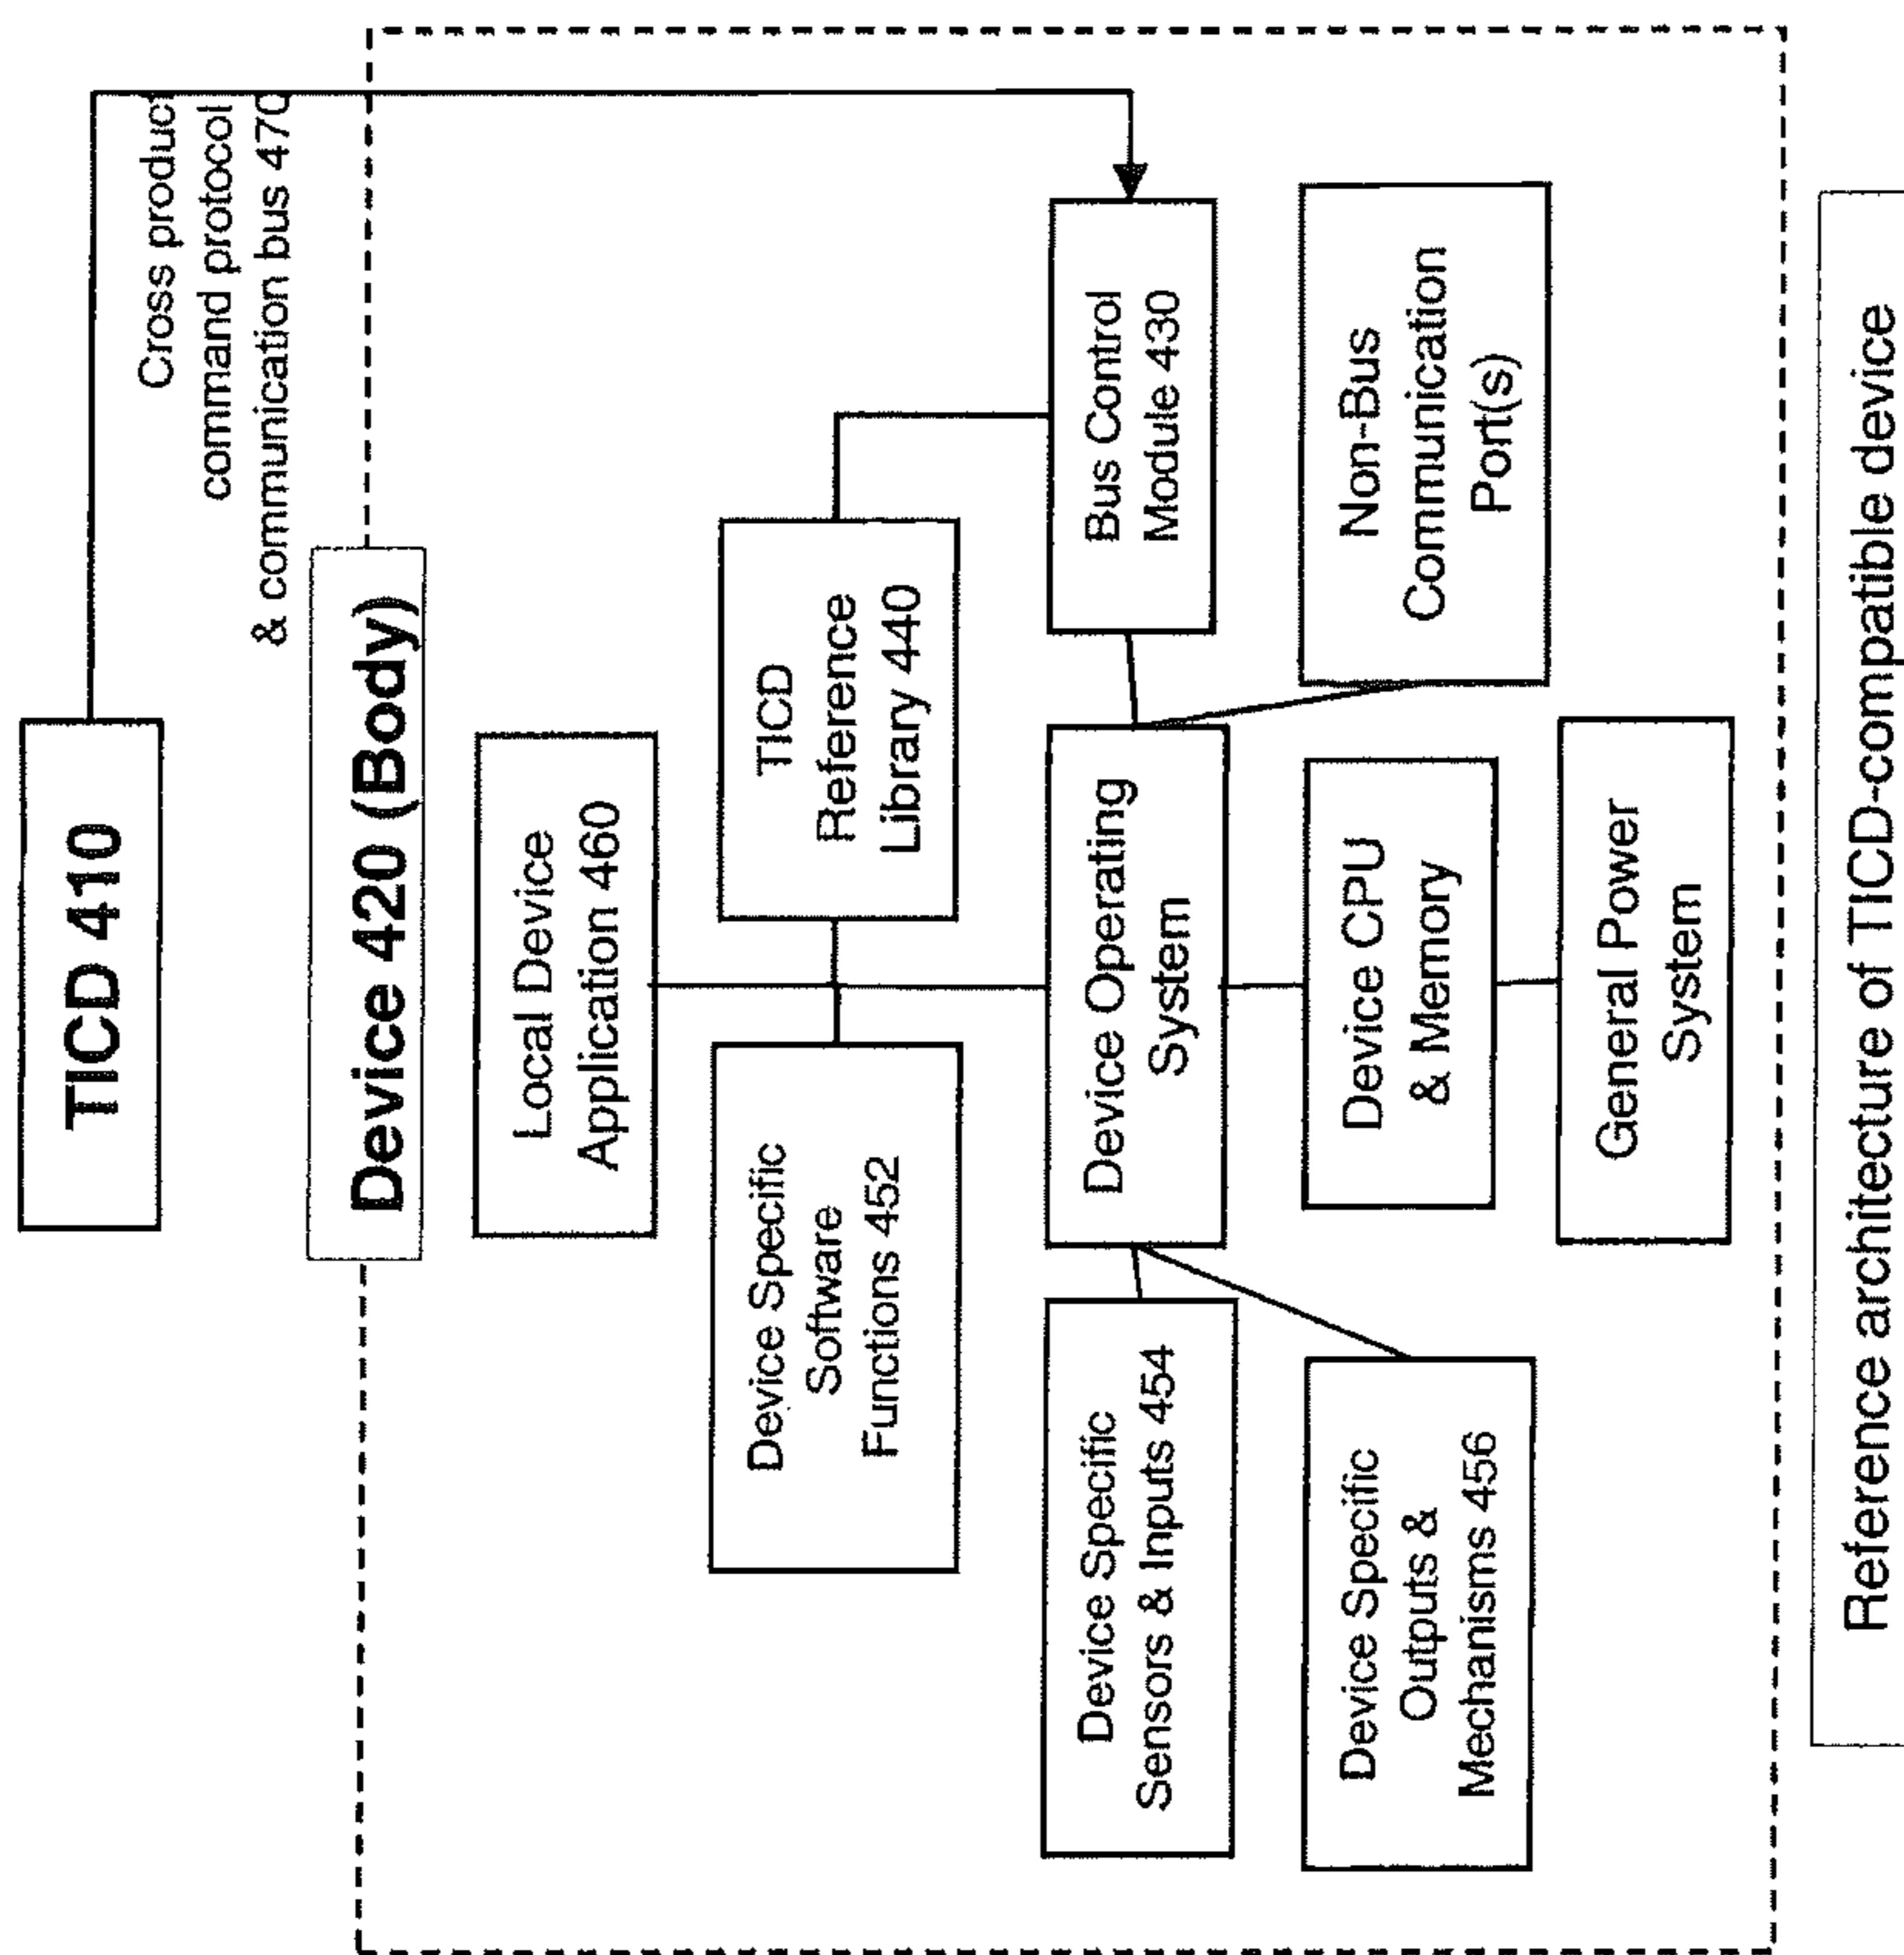 TICD 410
Cross produc
command protocol
& communication bus 470
Device 420 (Body)
Local Device
Application 460
Device Specific
Software
Functions 452
TICD
Reference
Library 440
Device Specific
Sensors & Inputs 454
Device Operating
System
Bus Control
Module 430
Device Specific
Outputs &
Mechanisms 456
Device CPU
& Memory
Non-Bus
Communication
Port(s)
General Power
System
Reference architecture of TICD-compatible device